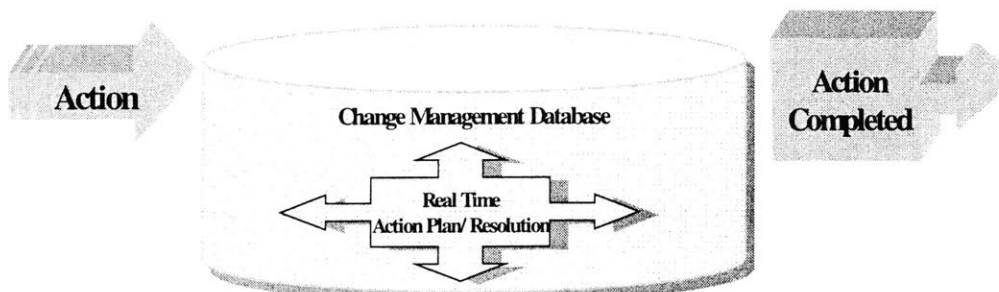 Action
Change Management Database
Real Time
Action Plan/ Resolution
Action
Completed